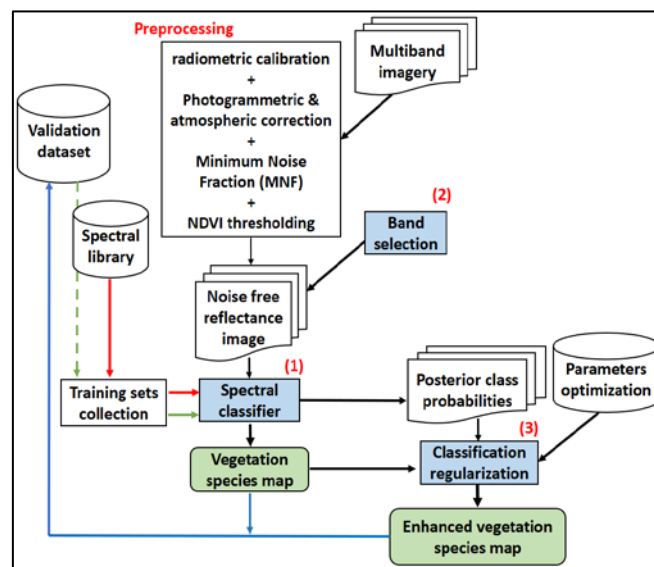 Preprocessing
radiometric calibration
+
Photogrammetric &
atmospheric correction
+
Minimum Noise
Fraction (MNF)
+
NDVI thresholding
Multiband
imagery
Validation
dataset
Spectral
library
(2)
Band
selection
Noise free
reflectance
image
(1)
Training sets
collection
Spectral
classifier
Posterior class
probabilities
Parameters
optimization
(3)
Vegetation
species map
Classification
regularization
Enhanced vegetation
species map